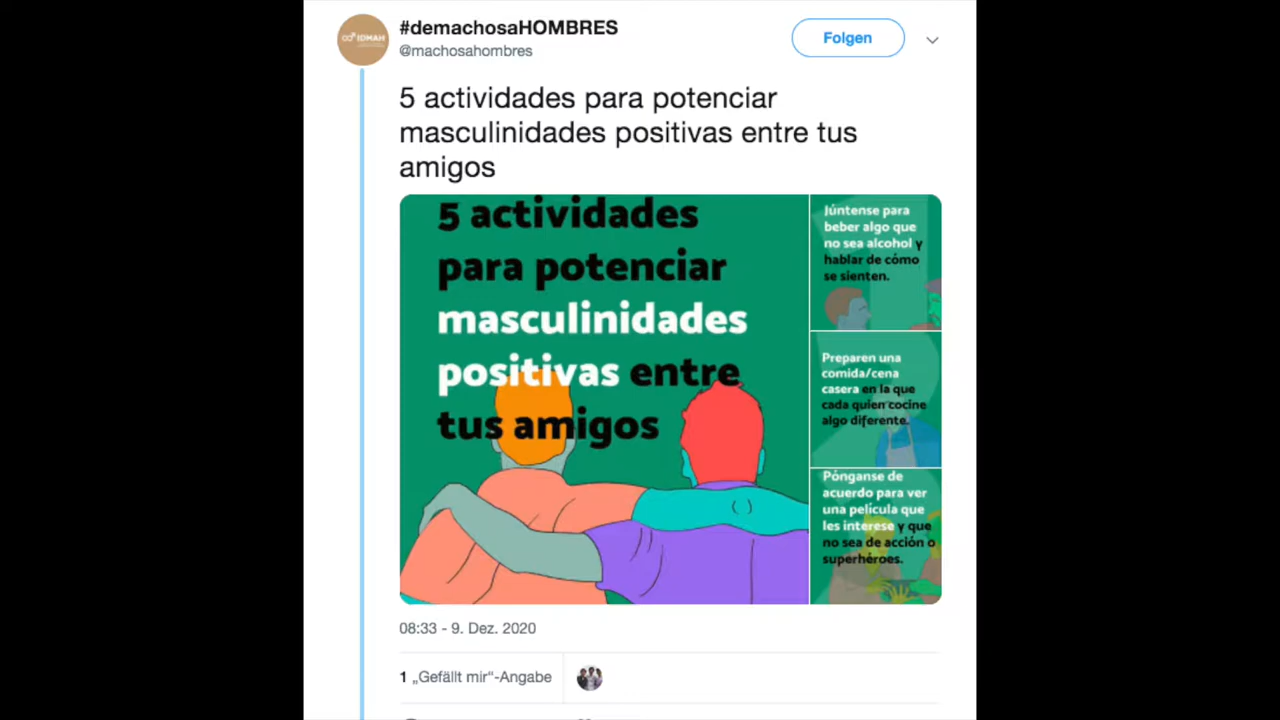 #demachosaHOMBRES
@machosahombres
Folgen
IDMAH
5 actividades para potenciar
masculinidades positivas entre tus
amigos
5 actividades
para potenciar
masculinidades
positivas entre
tus amigos
Júntense para
beber algo que
no sea alcohol y
hablar de cómo
se sienten.
Preparen una
comida/cena
casera en la que
cada quien cocine
algo diferente.
Pónganse de
acuerdo para ver
una película que
les interese y que
no sea de acción o
superhéroes.
08:33 - 9. Dez. 2020
1 „Gefällt mir“-Angabe